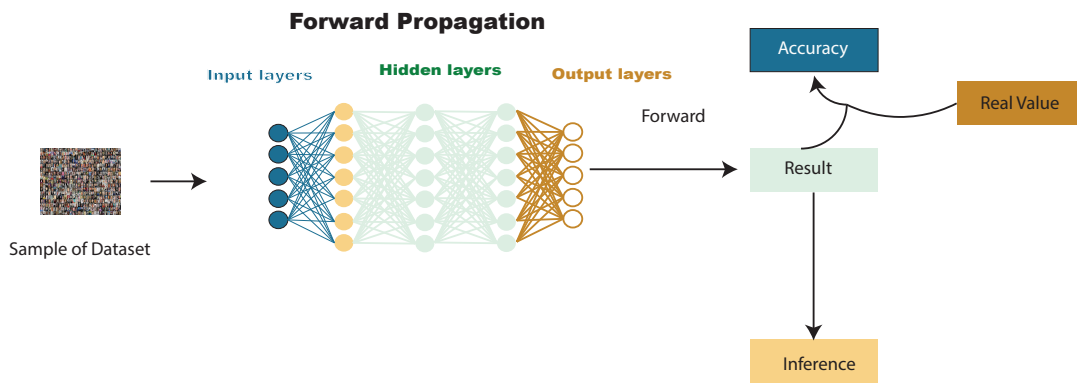 Forward Propagation
Input layers
Hidden layers
Output layers
Accuracy
Real Value
Forward
Result
Sample of Dataset
Inference